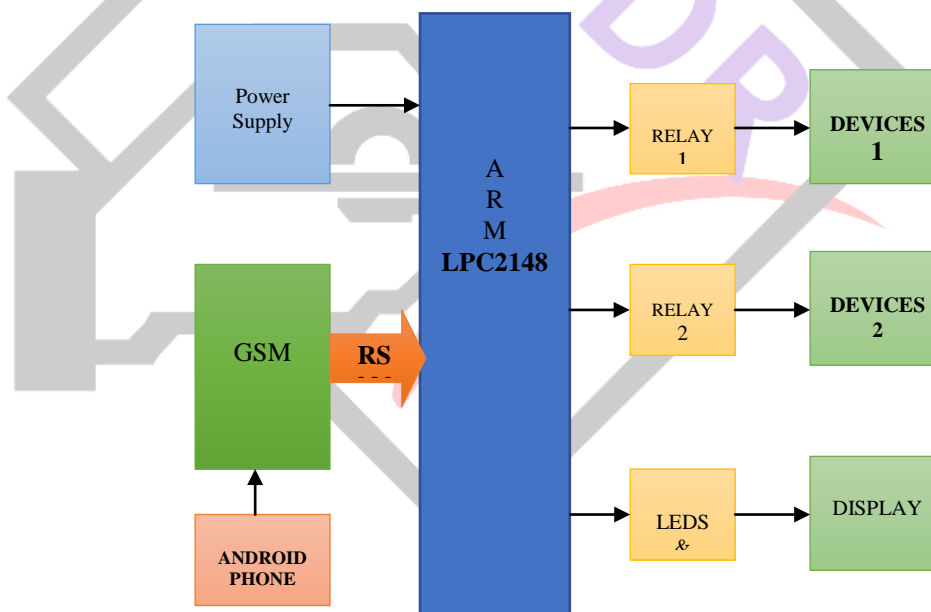 Power
Supply
GSM
ANDROID
PHONE
RS
A
R
M
LPC2148
RELAY
1
DEVICES
1
RELAY
2
DEVICES
2
LEDS
&
DISPLAY